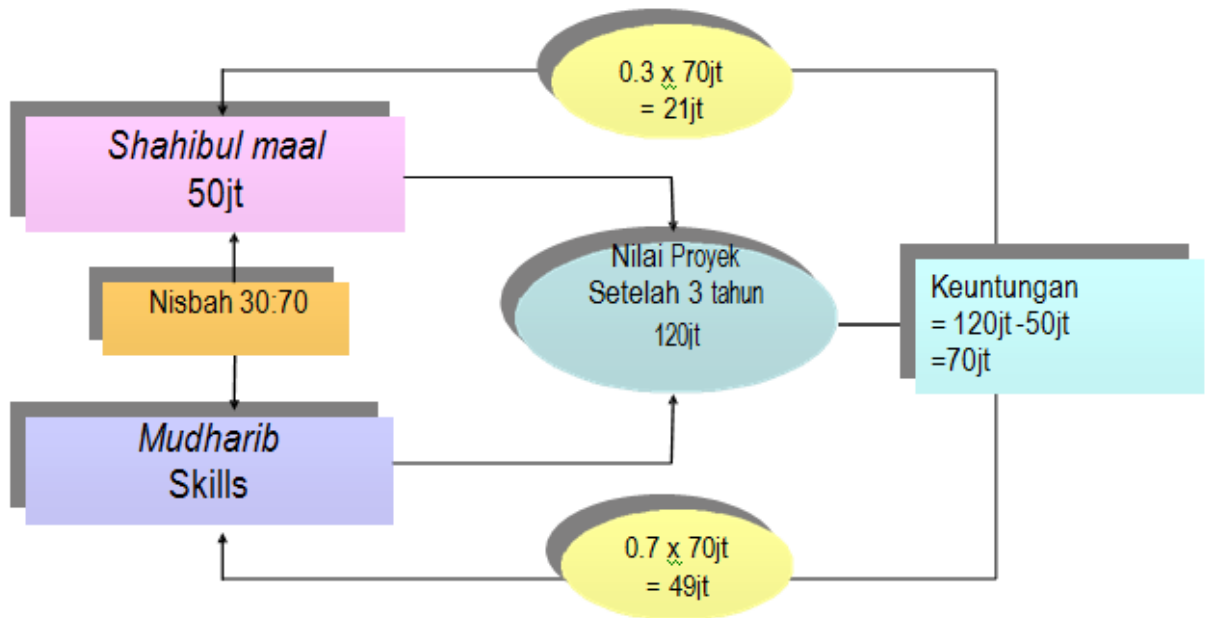 0.3 x 70jt
= 21jt
Shahibul maal
50jt
Nisbah 30:70
Nilai Proyek
Setelah 3 tahun
120jt
Keuntungan
= 120jt -50jt
=70jt
Mudharib
Skills
0.7 x 70jt
= 49jt